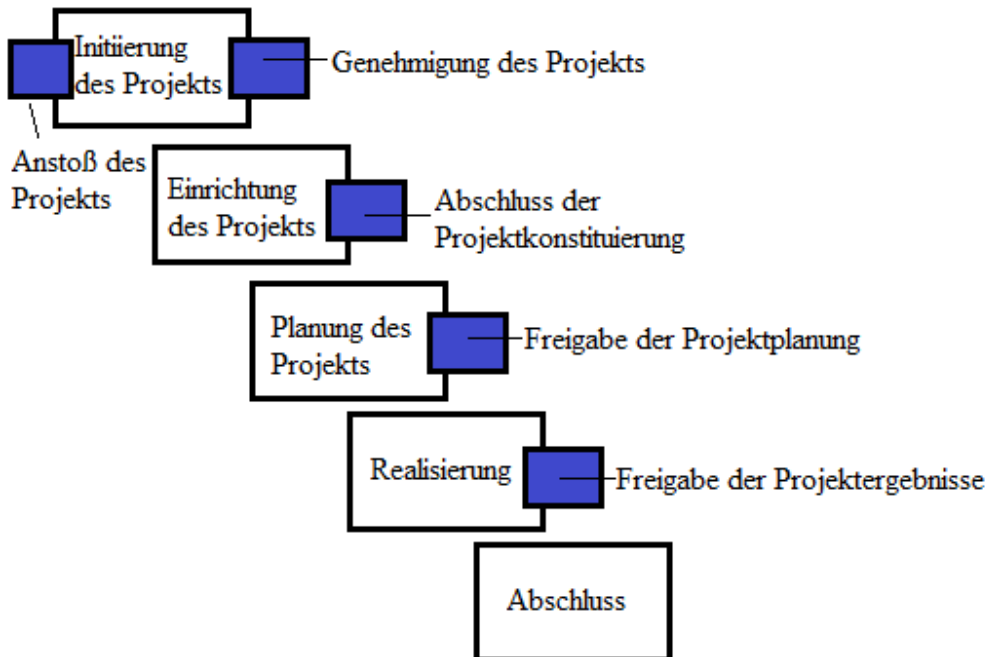 Initiierung
des Projekts
Genehmigung des Projekts
Anstoß des
Projekts
Einrichtung
des Projekts
Abschluss der
Projektkonstituierung
Planung des
Projekts
Freigabe der Projektplanung
Realisierung
Freigabe der Projektergebnisse
Abschluss